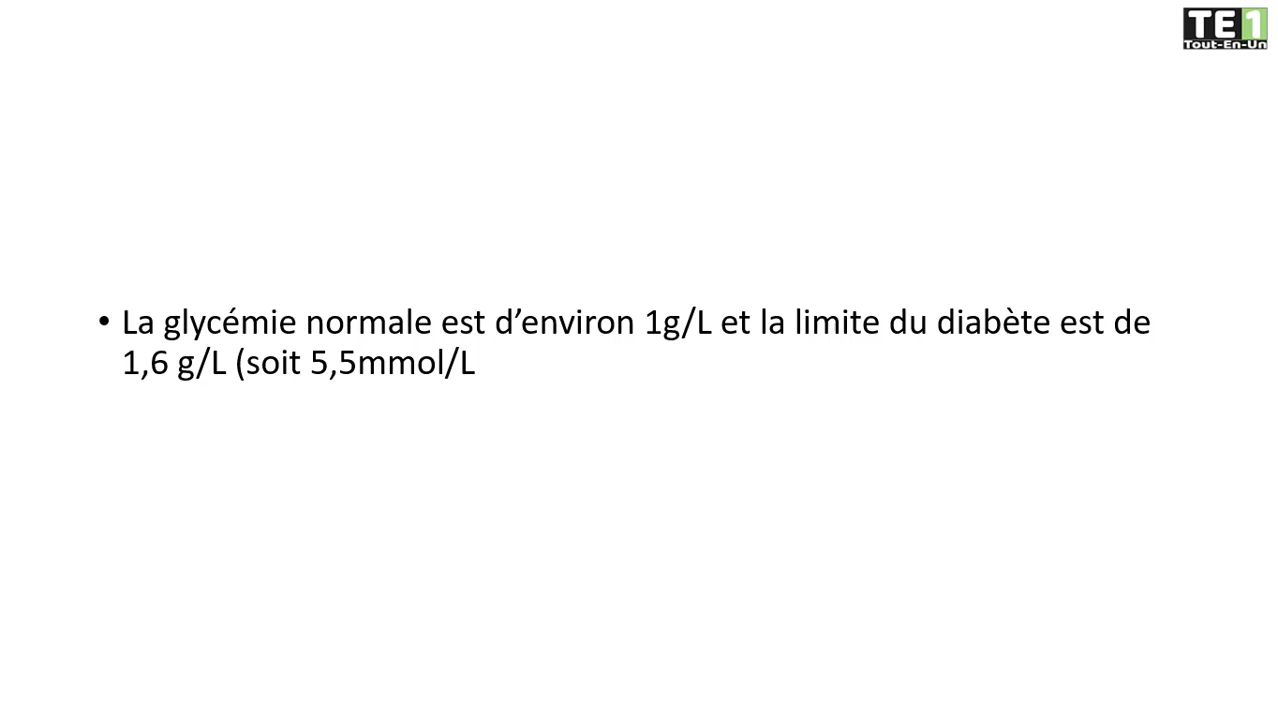 TE1
Tout-En-Un
• La glycémie normale est d’environ 1g/L et la limite du diabète est de
1,6 g/L (soit 5,5mmol/L